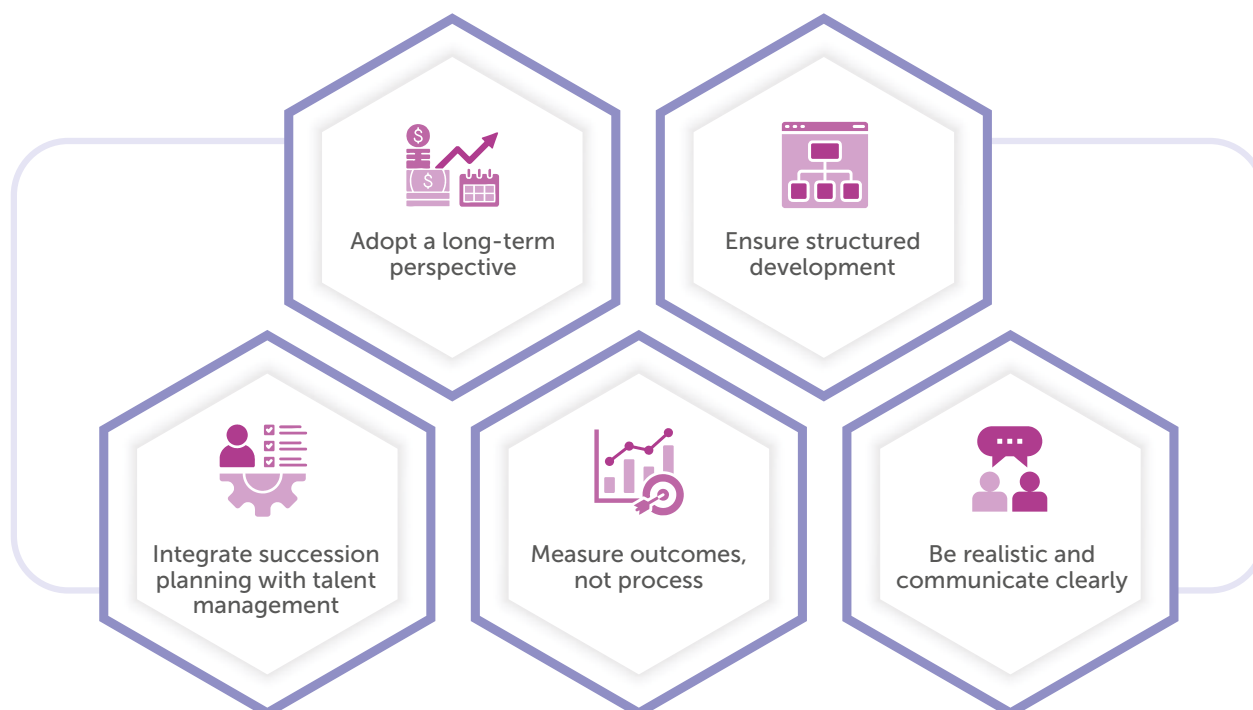 Adopt a long-term
perspective
Ensure structured
development
Integrate succession
planning with talent
management
Measure outcomes,
not process
Be realistic and
communicate clearly